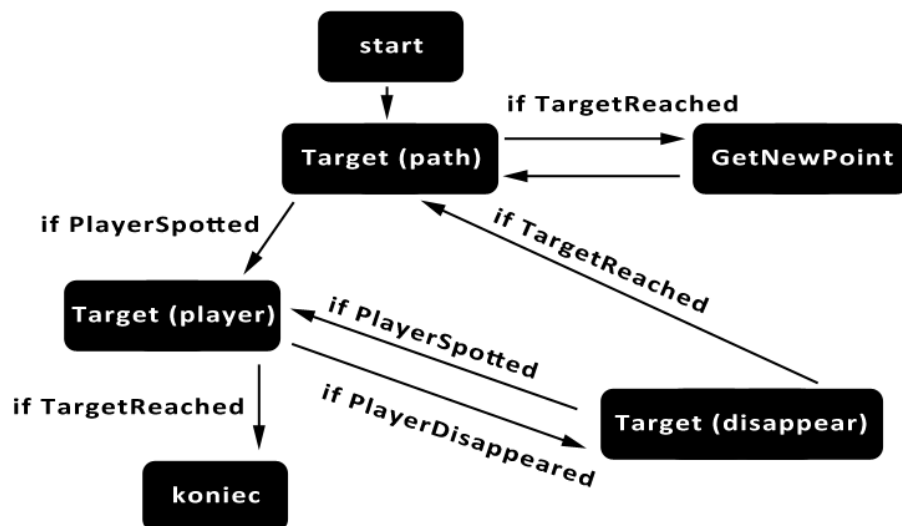 start
if TargetReached
Target (path)
GetNewPoint
if PlayerSpotted
if TargetReached
Target (player)
if PlayerSpotted
if TargetReached
if PlayerDisappeared
Target (disappear)
koniec